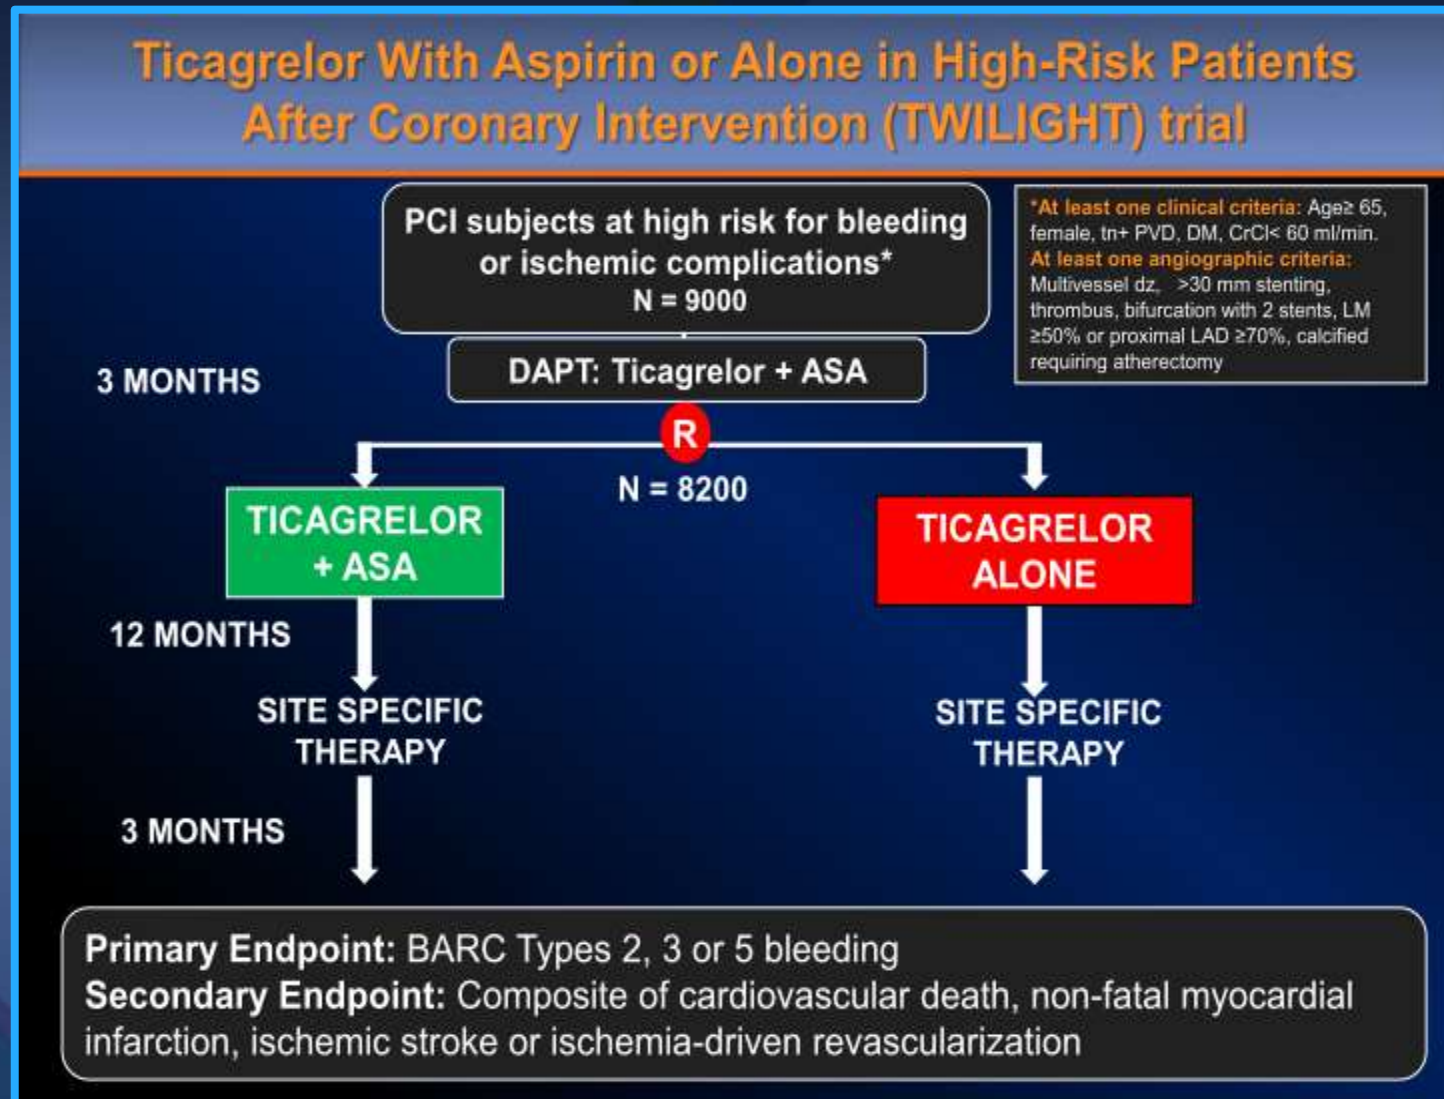 Ticagrelor With Aspirin or Alone in High-Risk Patients
After Coronary Intervention (TWILIGHT) trial
PCI subjects at high risk for bleeding
or ischemic complications*
N = 9000
*At least one clinical criteria: Age≥ 65,
female, tn+ PVD, DM, CrCl< 60 ml/min.
At least one angiographic criteria:
Multivessel dz, >30 mm stenting,
thrombus, bifurcation with 2 stents, LM
≥50% or proximal LAD ≥70%, calcified
requiring atherectomy
3 MONTHS
DAPT: Ticagrelor + ASA
R
N = 8200
TICAGRELOR
+ ASA
TICAGRELOR
ALONE
12 MONTHS
SITE SPECIFIC
THERAPY
SITE SPECIFIC
THERAPY
3 MONTHS
Primary Endpoint: BARC Types 2, 3 or 5 bleeding
Secondary Endpoint: Composite of cardiovascular death, non-fatal myocardial
infarction, ischemic stroke or ischemia-driven revascularization